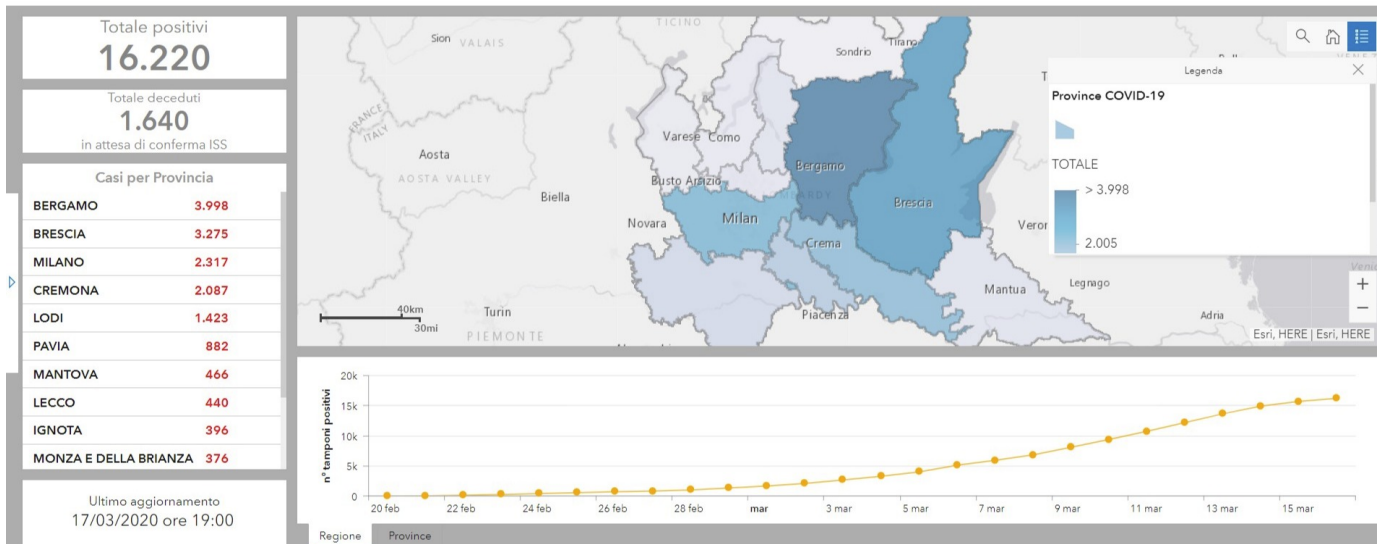 Totale positivi
16.220
Totale deceduti
1.640
in attesa di conferma ISS
Casi per Provincia
BERGAMO 3.998
BRESCIA 3.275
MILANO 2.317
CREMONA 2.087
LODI 1.423
PAVIA 882
MANTOVA 466
LECCO 440
IGNOTA 396
MONZA E DELLA BRIANZA 376
Ultimo aggiornamento
17/03/2020 ore 19:00
TICINO
Sion VALAIS
Sondrio
Tirano
FRANCE
ITALY
Aosta
AOSTA VALLEY
Varese Como
Bergamo
Busto Arsizio
Biella
Brescia
Novara
Milan
Veror
Crema
Mantua
Legnago
Turin
Piacenza
Adria
PIEMONTE
40km
30mi
Legenda
Province COVID-19
TOTALE
> 3.998
2.005
Esri, HERE | Esri, HERE
n° tamponi positivi
20k
15k
10k
5k
0
20 feb 22 feb 24 feb 26 feb 28 feb mar 3 mar 5 mar 7 mar 9 mar 11 mar 13 mar 15 mar
Regione Province